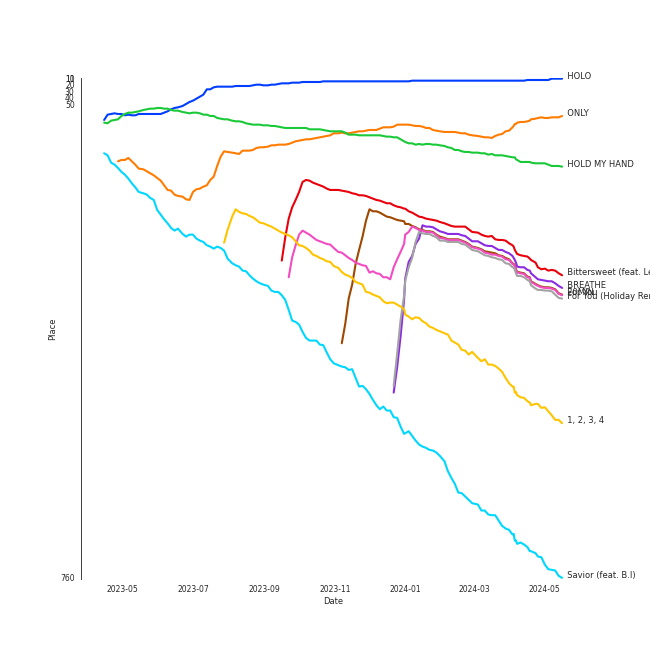 10
20
30
40
50
HOLO
ONLY
HOLD MY HAND
Bittersweet (feat. Le
BREATHE
For You (Holiday Rem
1, 2, 3, 4
Place
760
Savior (feat. B.I)
2023-05
2023-07
2023-09
2023-11
2024-01
2024-03
2024-05
Date